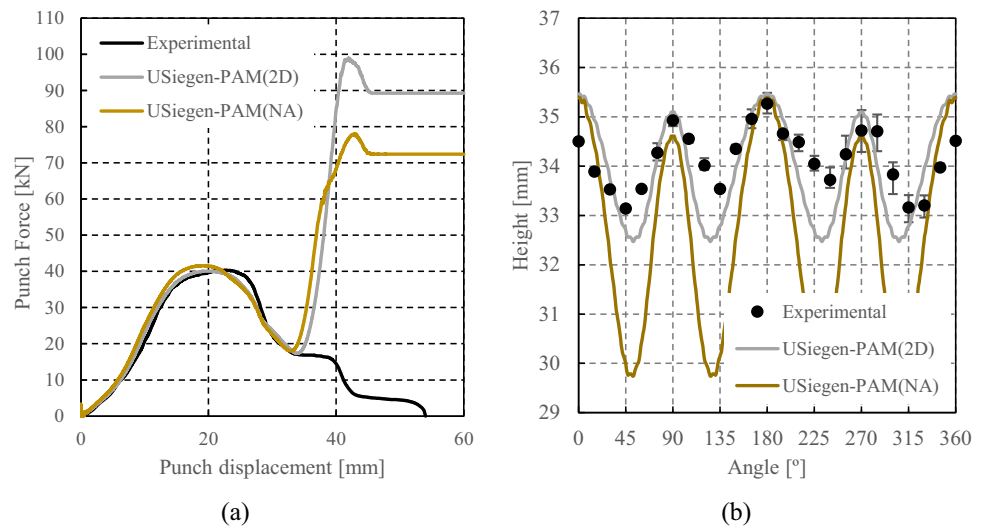 110
100
90
80
70
60
50
40
30
20
10
0
Punch Force [kN]
Experimental
USiegen-PAM(2D)
USiegen-PAM(NA)
0 20 40 60
Punch displacement [mm]
(a)
37
36
35
34
33
32
31
30
29
Height [mm]
Experimental
USiegen-PAM(2D)
USiegen-PAM(NA)
0 45 90 135 180 225 270 315 360
Angle [º]
(b)